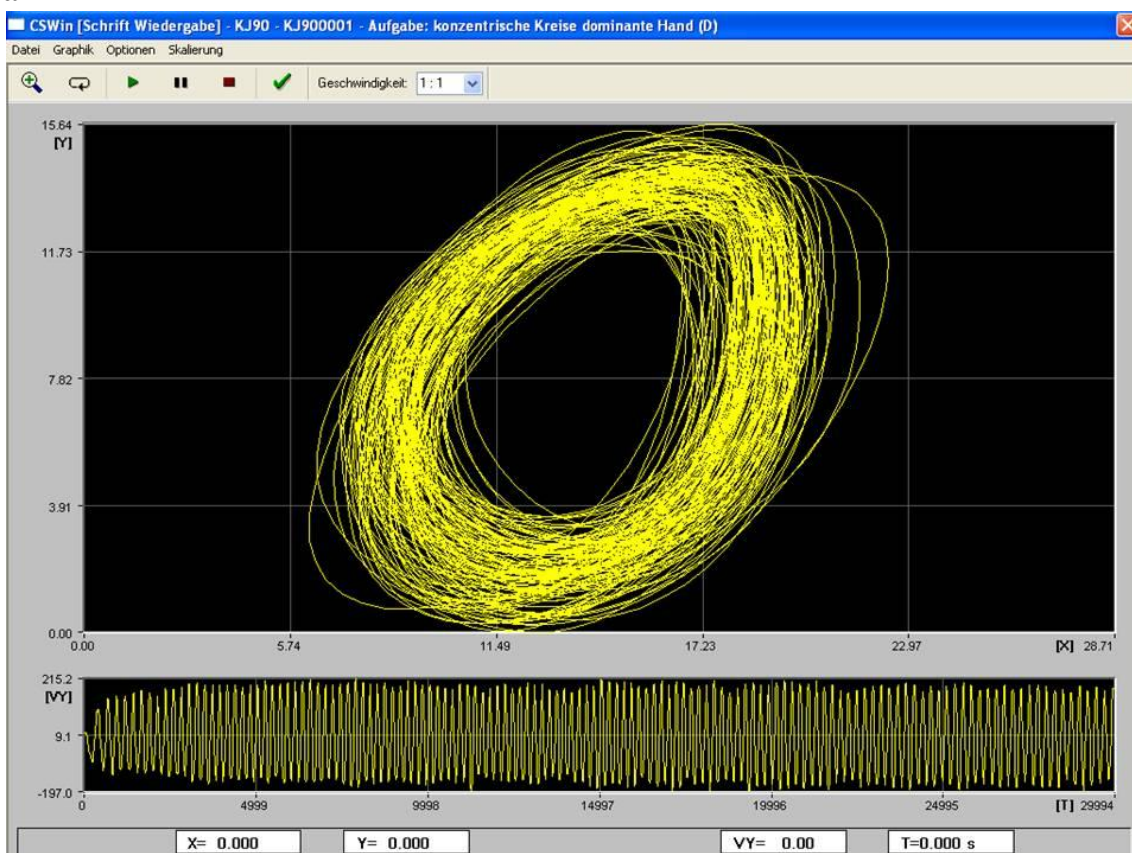 CSWin [Schrift Wiedergabe] - KJ90 - KJ900001 - Aufgabe: konzentrische Kreise dominante Hand (D)
Datei Graphik Optionen Skalierung
Geschwindigkeit: 1 : 1
15.64
[Y]
11.73
7.82
3.91
0.00
0.00 5.74 11.49 17.23 22.97 [X] 28.71
215.2
[VY]
9.1
-197.0
0 4999 9998 14997 19996 24995 [T] 29994
X= 0.000 Y= 0.000 VY= 0.00 T=0.000 s